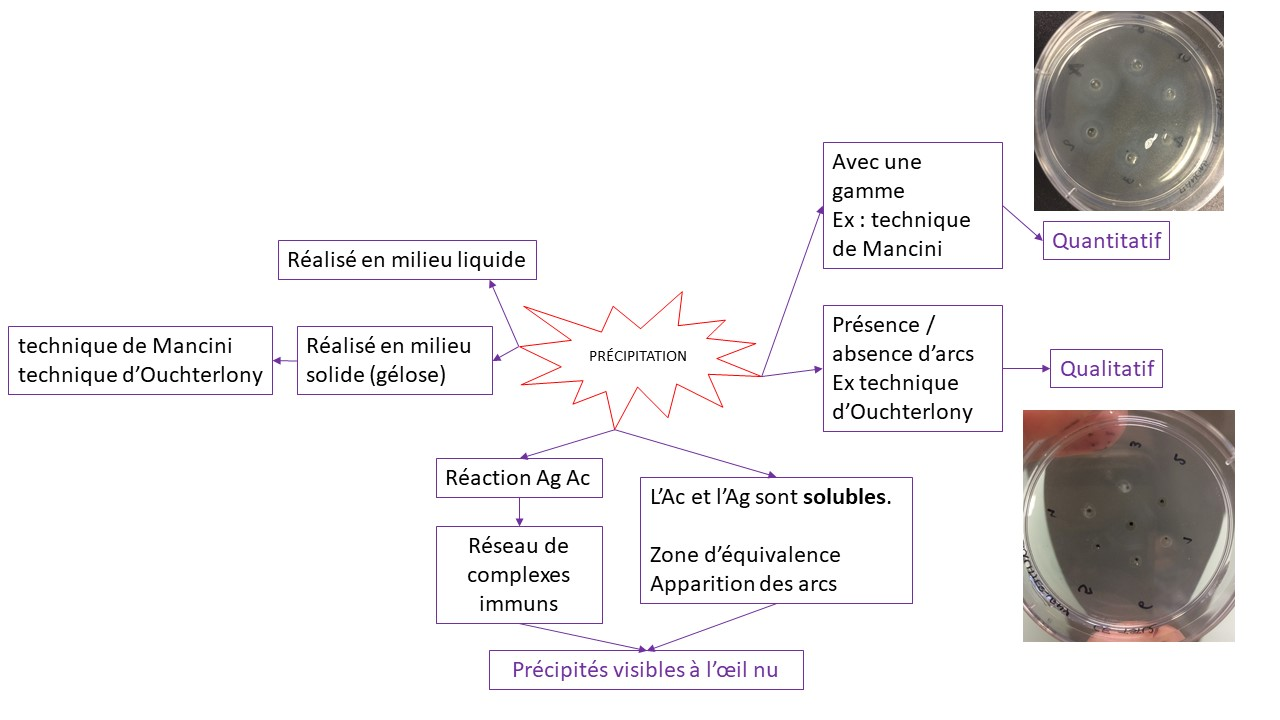 Avec une
gamme
Ex : technique
de Mancini
Quantitatif
Réalisé en milieu liquide
technique de Mancini
technique d'Ouchterlony
Réalisé en milieu
solide (gélose)
PRÉCIPITATION
Présence /
absence d'arcs
Ex technique
d'Ouchterlony
Qualitatif
Réaction Ag Ac
Réseau de
complexes
immuns
L'Ac et l'Ag sont solubles.
Zone d'équivalence
Apparition des arcs
Précipités visibles à l'œil nu
3
5